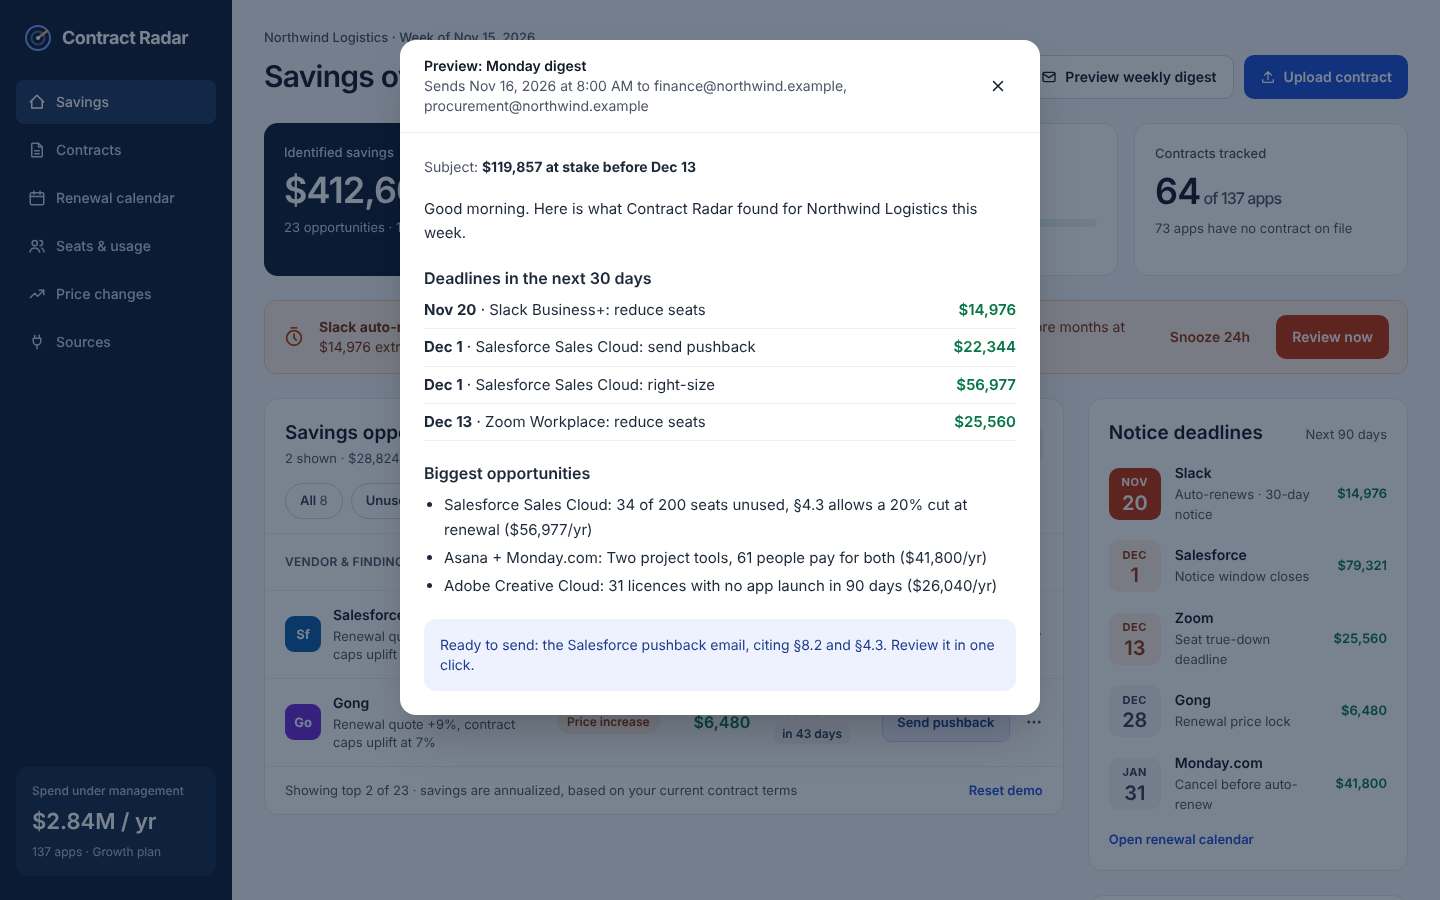 Contract Radar
Savings
Contracts
Renewal calendar
Seats & usage
Price changes
Sources
Spend under management
$2.84M / yr
137 apps · Growth plan
Northwind Logistics · Week of Nov 15, 2026
Savings
Preview weekly digest
Upload contract
Identified savings
23 opportunities
Contracts tracked
64 of 137 apps
73 apps have no contract on file
Slack
months at
$14,976
Snooze 24h
Review now
Preview: Monday digest
Sends Nov 16, 2026 at 8:00 AM to finance@northwind.example,
procurement@northwind.example
Subject: $119,857 at stake before Dec 13
Good morning. Here is what Contract Radar found for Northwind Logistics this
week.
Deadlines in the next 30 days
Nov 20 · Slack Business+: reduce seats
$14,976
Dec 1 · Salesforce Sales Cloud: send pushback
$22,344
Dec 1 · Salesforce Sales Cloud: right-size
$56,977
Dec 13 · Zoom Workplace: reduce seats
$25,560
Biggest opportunities
• Salesforce Sales Cloud: 34 of 200 seats unused, §4.3 allows a 20% cut at
renewal ($56,977/yr)
• Asana + Monday.com: Two project tools, 61 people pay for both ($41,800/yr)
• Adobe Creative Cloud: 31 licences with no app launch in 90 days ($26,040/yr)
Ready to send: the Salesforce pushback email, citing §8.2 and §4.3. Review it in one
click.
Savings
2 shown · $28,824
All 8
VENDOR & FINDING
Sf
Salesforce
Renewal
caps uplift
Go
Gong
Renewal quote +9%, contract
caps uplift at 7%
Price increase
$6,480
in 43 days
Send pushback
Showing top 2 of 23 · savings are annualized, based on your current contract terms
Reset demo
Notice deadlines
Next 90 days
NOV
20
Slack
Auto-renews · 30-day
notice
$14,976
DEC
1
Salesforce
Notice window closes
$79,321
DEC
13
Zoom
Seat true-down
deadline
$25,560
DEC
28
Gong
Renewal price lock
$6,480
JAN
31
Monday.com
Cancel before auto-
renew
$41,800
Open renewal calendar